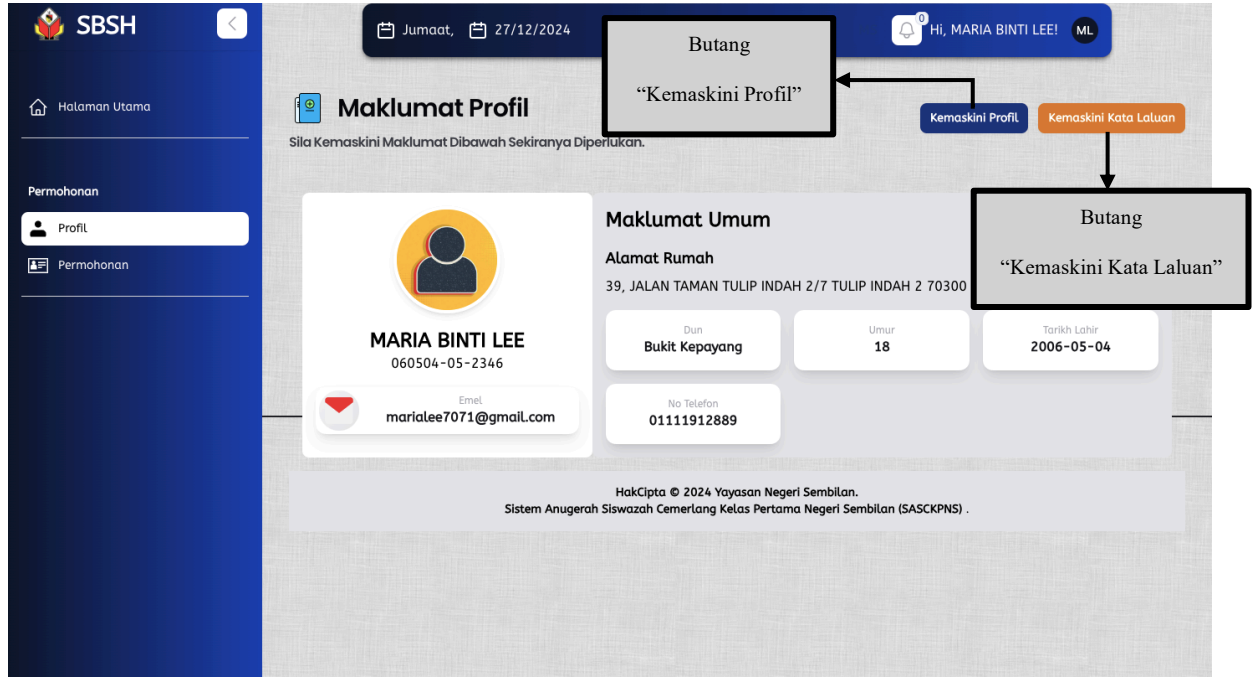 SBSH
Jumaat, 27/12/2024
0
Hi, MARIA BINTI LEE! ML
Butang
“Kemaskini Profil”
Halaman Utama
Permohonan
Profil
Permohonan
Maklumat Profil
Sila Kemaskini Maklumat Dibawah Sekiranya Diperlukan.
Kemaskini Profil
Kemaskini Kata Laluan
Butang
“Kemaskini Kata Laluan”
MARIA BINTI LEE
060504-05-2346
Emel
marialee7071@gmail.com
Maklumat Umum
Alamat Rumah
39, JALAN TAMAN TULIP INDAH 2/7 TULIP INDAH 2 70300
Dun
Bukit Kepayang
Umur
18
Tarikh Lahir
2006-05-04
No Telefon
01111912889
HakCipta © 2024 Yayasan Negeri Sembilan.
Sistem Anugerah Siswazah Cemerlang Kelas Pertama Negeri Sembilan (SASCKPNS) .